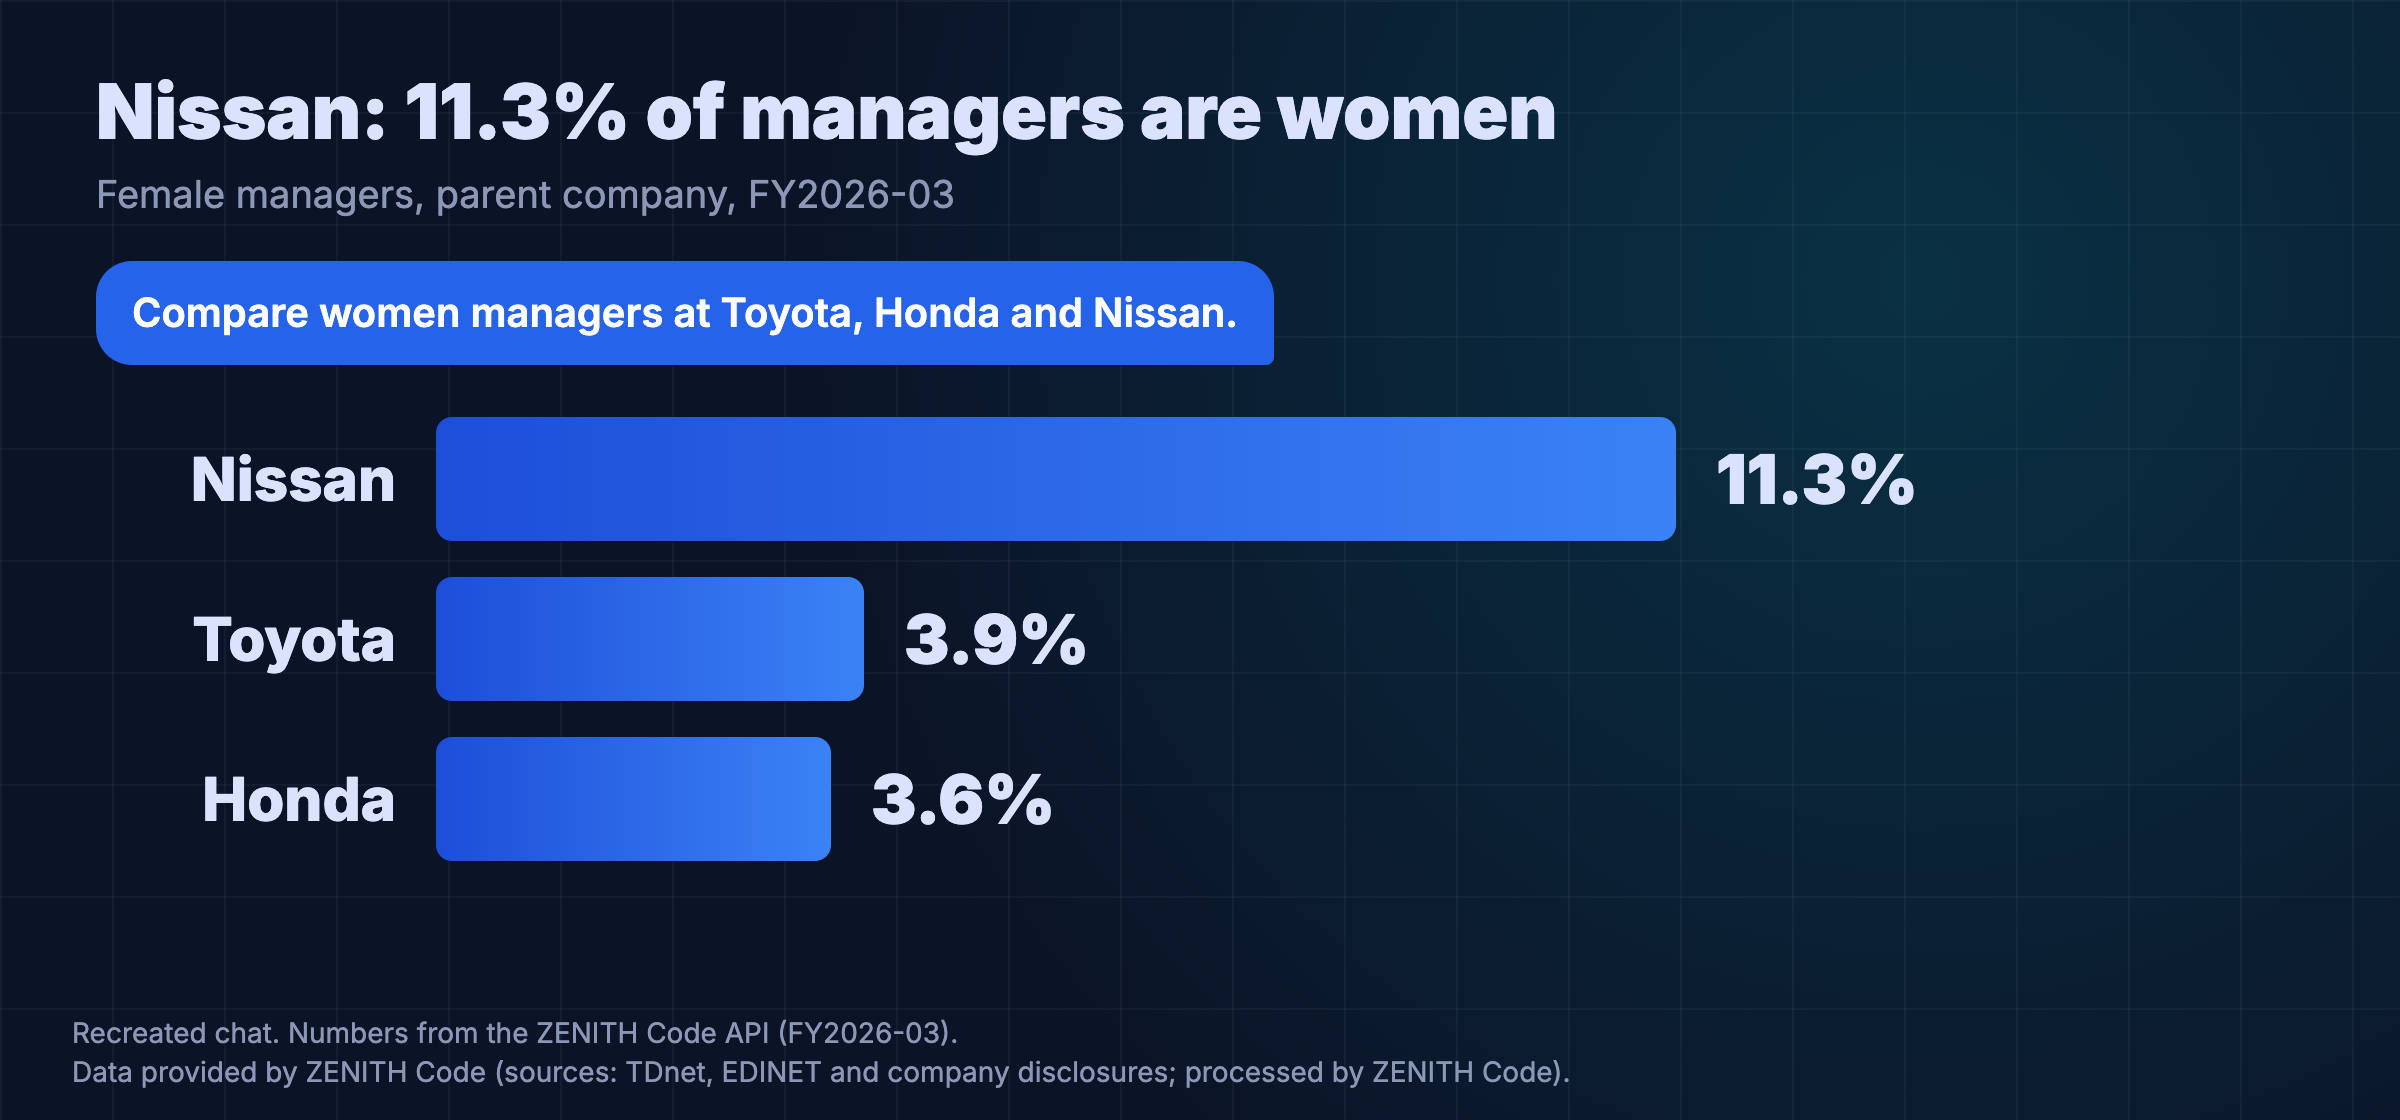 Nissan: 11.3% of managers are women
Female managers, parent company, FY2026-03
Compare women managers at Toyota, Honda and Nissan.
Nissan 11.3%
Toyota 3.9%
Honda 3.6%
Recreated chat. Numbers from the ZENITH Code API (FY2026-03).
Data provided by ZENITH Code (sources: TDnet, EDINET and company disclosures; processed by ZENITH Code).